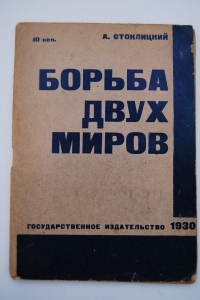 10 коп. А. СТОКЛИЦКИЙ
БОРЬБА
ДВУХ
МИРОВ
ГОСУДАРСТВЕННОЕ ИЗДАТЕЛЬСТВО 1930